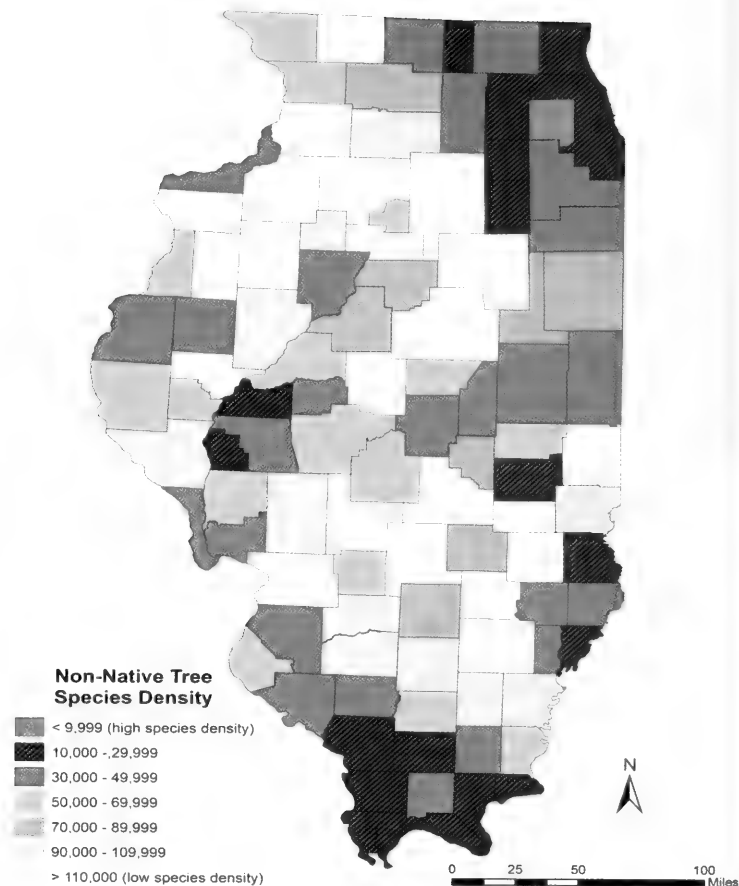 Non-Native Tree
Species Density
< 9,999 (high species density)
10,000 - ,29,999
30,000 - 49,999
50,000 - 69,999
70,000 - 89,999
90,000 - 109,999
> 110,000 (low species density)
N
0 25 50 100
Miles